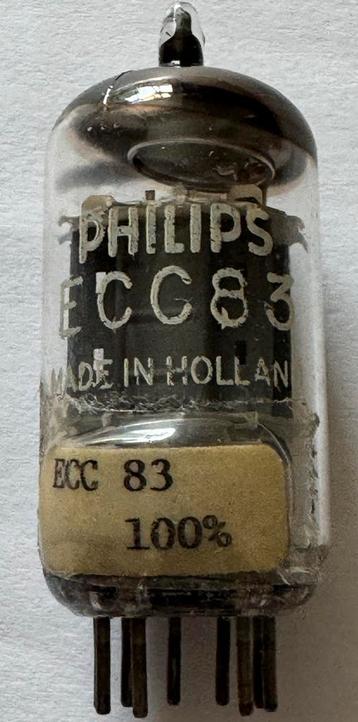 PHILIPS
ECC83
MADE IN HOLLAN
ECC 83
100%